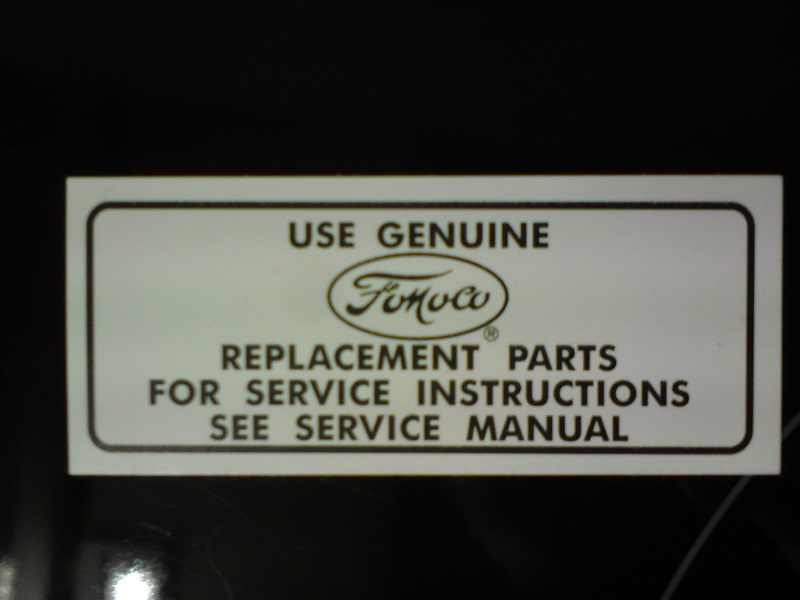 USE GENUINE
FoMoCo
®
REPLACEMENT PARTS
FOR SERVICE INSTRUCTIONS
SEE SERVICE MANUAL